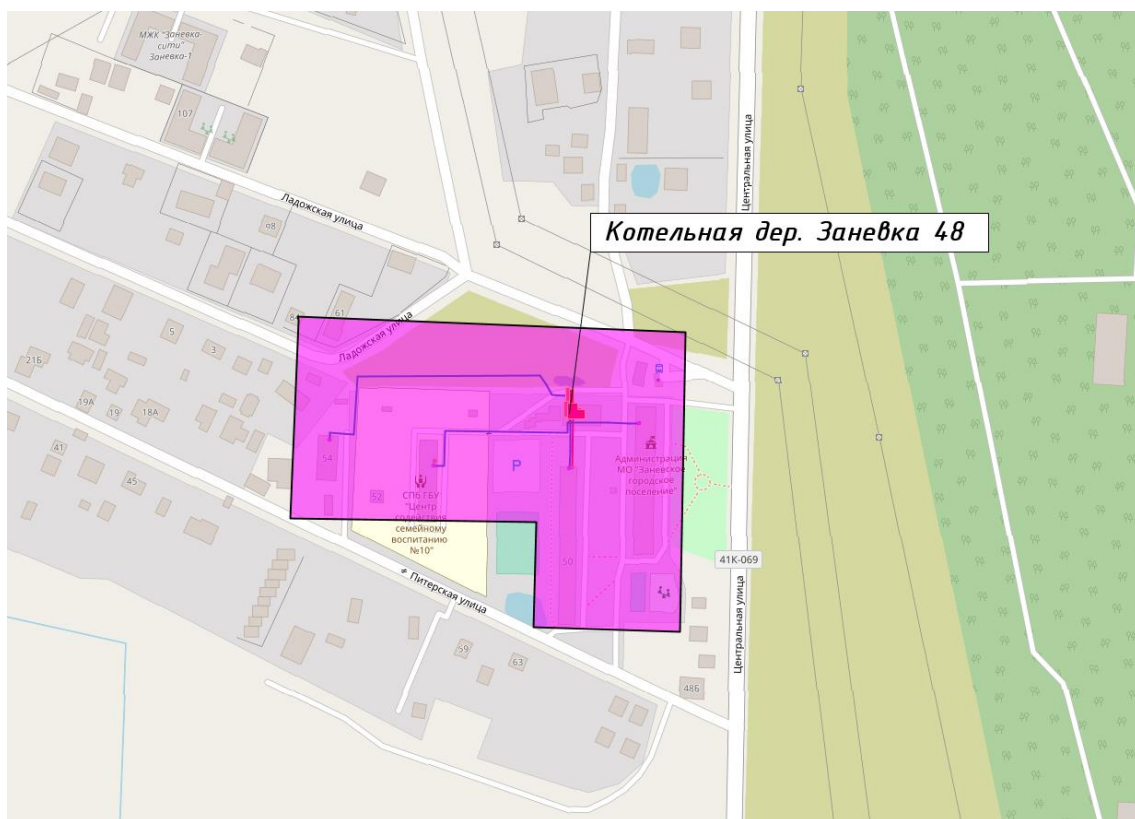 МЖК "Заневка-
сити"
Заневка-1
107
Ладожская улица
Центральная улица
Котельная дер. Заневка 48
61
Ладожская улица
5
3
21Б
19А
19
18А
41
45
54
52
СПб ГБУ
"Центр
содействия
семейному
воспитанию
№10"
P
Администрация
МО "Заневское
городское
поселение"
50
41К-069
Питерская улица
Центральная улица
59
63
48Б